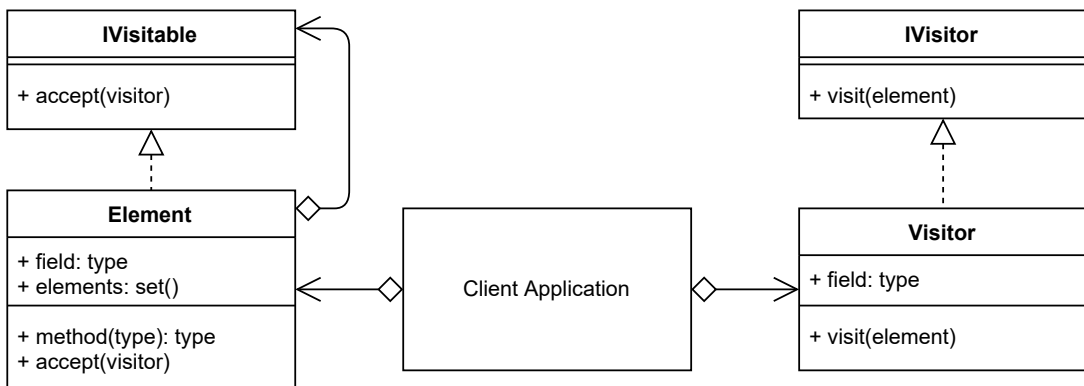 IVisitable
+ accept(visitor)
IVisitor
+ visit(element)
Element
+ field: type
+ elements: set()
+ method(type): type
+ accept(visitor)
Client Application
Visitor
+ field: type
+ visit(element)